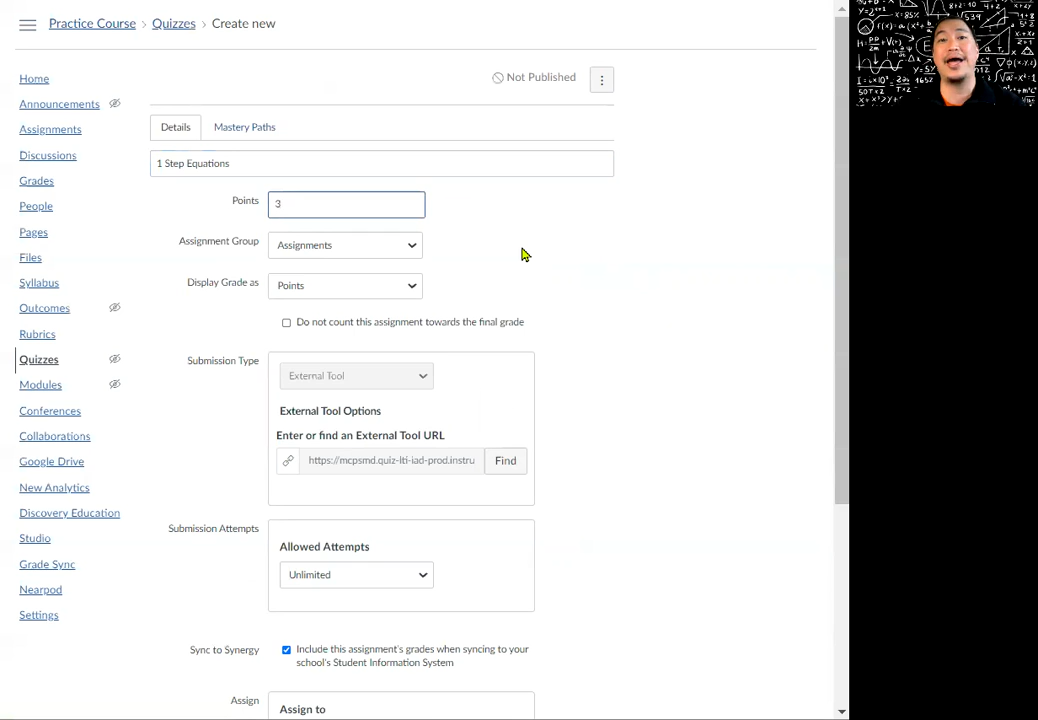 Practice Course > Quizzes > Create new
Not Published
Home
Announcements
Assignments
Discussions
Grades
People
Pages
Files
Syllabus
Outcomes
Rubrics
Quizzes
Modules
Conferences
Collaborations
Google Drive
New Analytics
Discovery Education
Studio
Grade Sync
Nearpod
Settings
Details
Mastery Paths
1 Step Equations
Points
3
Assignment Group
Assignments
Display Grade as
Points
Do not count this assignment towards the final grade
Submission Type
External Tool
External Tool Options
Enter or find an External Tool URL
https://mcpsmd.quiz-lti-iad-prod.instru
Find
Submission Attempts
Allowed Attempts
Unlimited
Sync to Synergy
Include this assignment's grades when syncing to your
school's Student Information System
Assign
Assign to